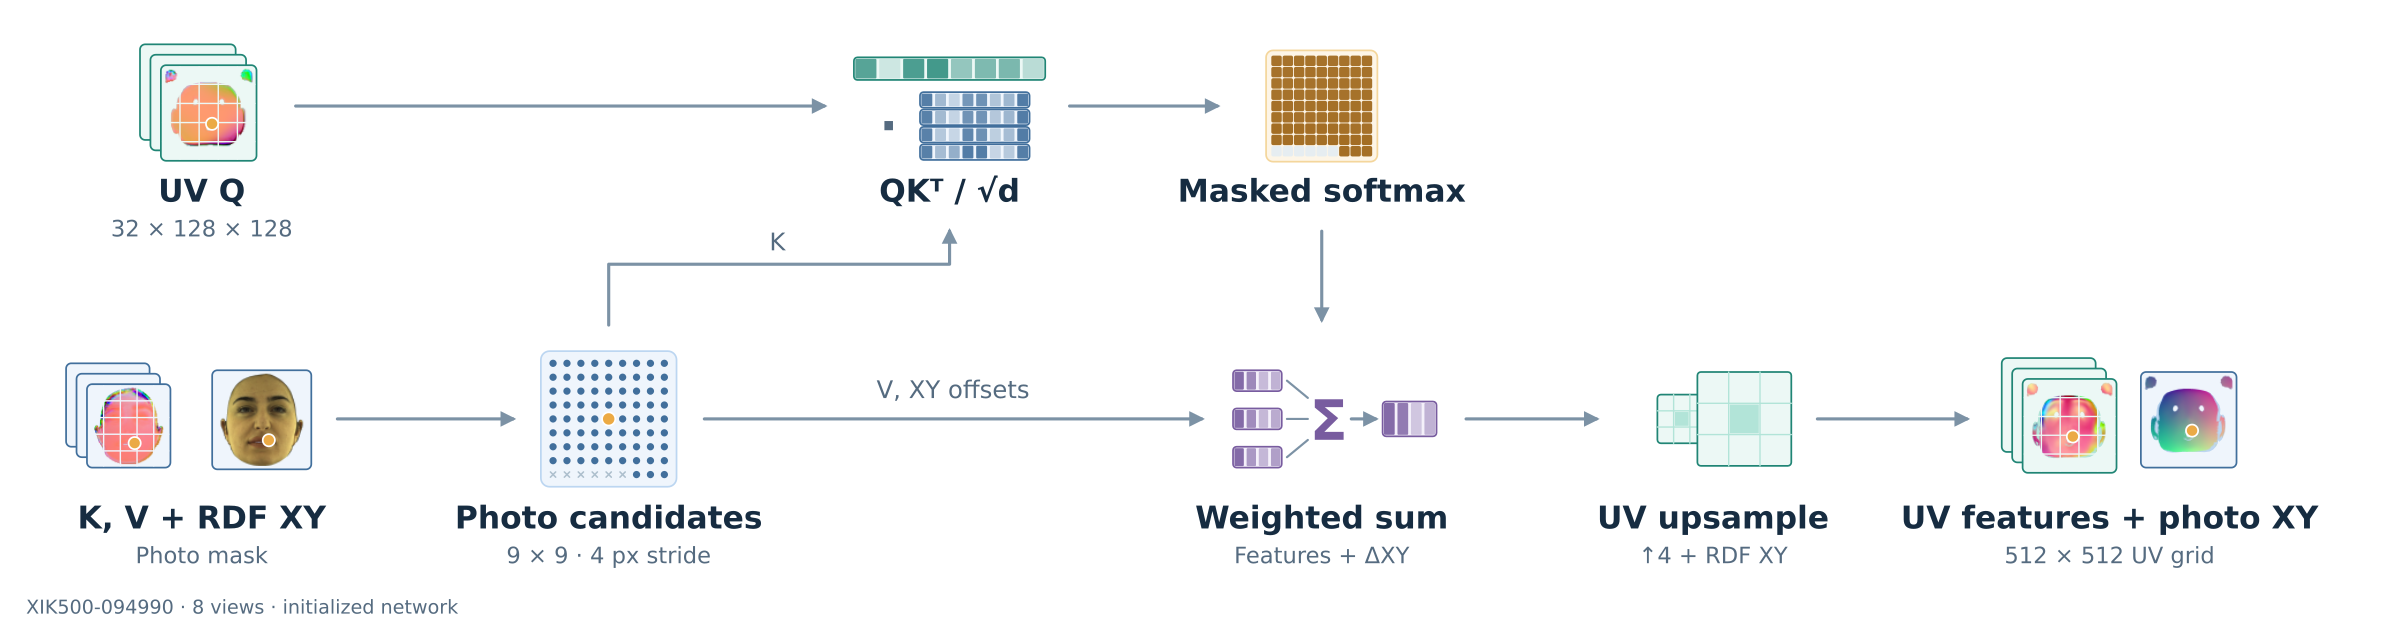 UV Q
32 × 128 × 128
QKᵀ / √d
Masked softmax
K
V, XY offsets
Σ
K, V + RDF XY
Photo mask
Photo candidates
9 × 9 · 4 px stride
Weighted sum
Features + ΔXY
UV upsample
↑4 + RDF XY
UV features + photo XY
512 × 512 UV grid
XIK500-094990 · 8 views · initialized network